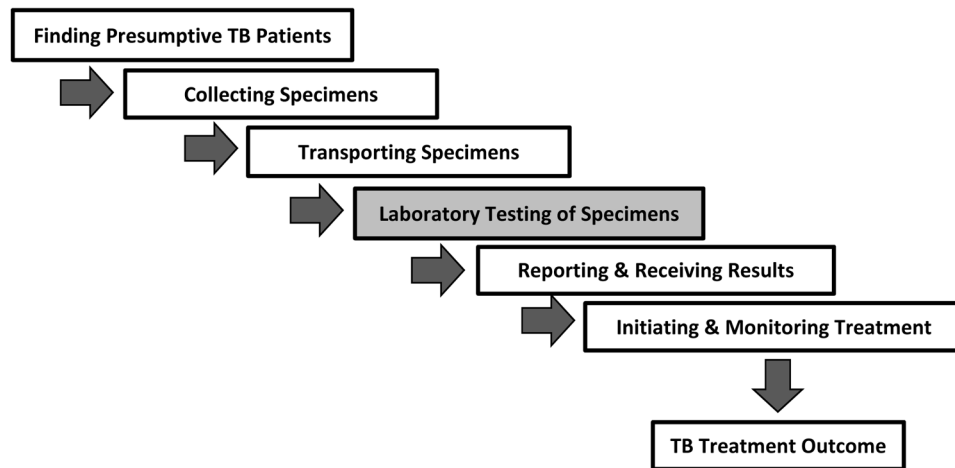 Finding Presumptive TB Patients
Collecting Specimens
Transporting Specimens
Laboratory Testing of Specimens
Reporting & Receiving Results
Initiating & Monitoring Treatment
TB Treatment Outcome